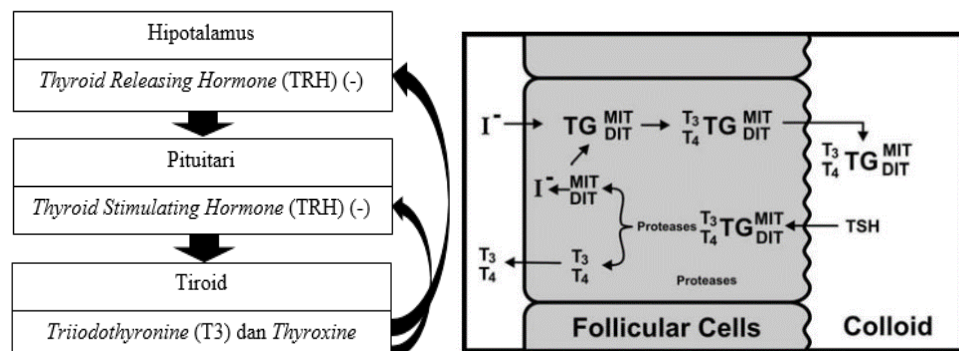 Hipotalamus
Thyroid Releasing Hormone (TRH) (-)
Pituitari
Thyroid Stimulating Hormone (TRH) (-)
Tiroid
Triiodothyronine (T3) dan Thyroxine
I⁻ TG MIT DIT T₃ T₄ TG MIT DIT
T₃ T₄ TG MIT DIT
I⁻ MIT DIT
Proteases T₃ T₄ TG MIT DIT TSH
T₃ T₄ T₃ T₄
Proteases
Follicular Cells Colloid